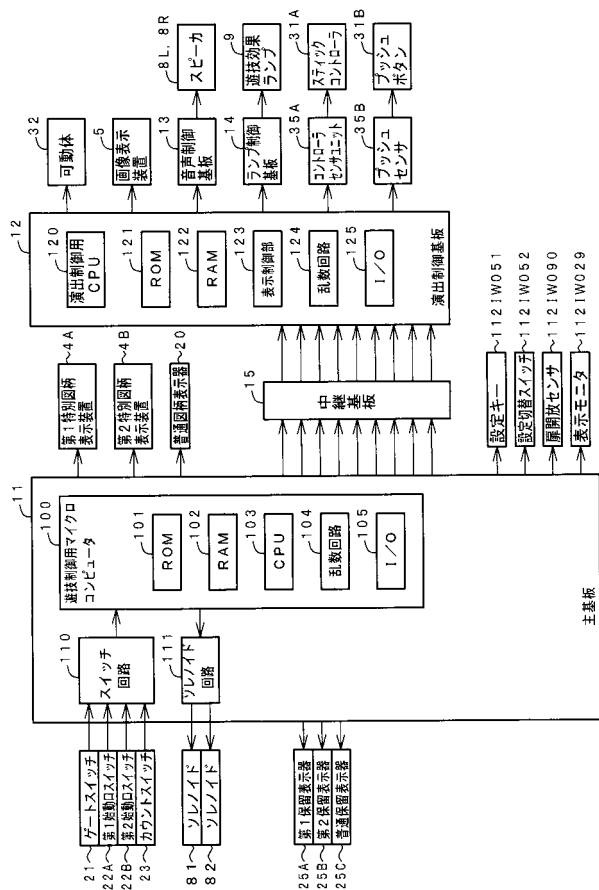 11
100
遊技制御用マイクロ
コンピュータ
101
ROM
102
RAM
103
CPU
104
乱数回路
105
I/O
110
スイッチ
回路
111
ソレノイド
回路
21
ゲートスイッチ
22A
第1始動口スイッチ
22B
第2始動口スイッチ
23
カウントスイッチ
81
ソレノイド
82
ソレノイド
25A
第1保留表示器
25B
第2保留表示器
25C
普通保留表示器
主基板
4A
第1特別図柄
表示装置
4B
第2特別図柄
表示装置
20
普通図柄表示器
15
中継
基板
設定キー
112IW051
設定切替スイッチ
112IW052
扉開放センサ
112IW090
表示モニタ
112IW029
12
120
演出制御用
CPU
121
ROM
122
RAM
123
表示制御部
124
乱数回路
125
I/O
演出制御基板
32
可動体
5
画像表示
装置
13
音声制御
基板
8L, 8R
スピーカ
14
ランプ制御
基板
9
遊技効果
ランプ
35A
コントローラ
センサユニット
31A
スティック
コントローラ
35B
プッシュ
センサ
31B
プッシュ
ボタン